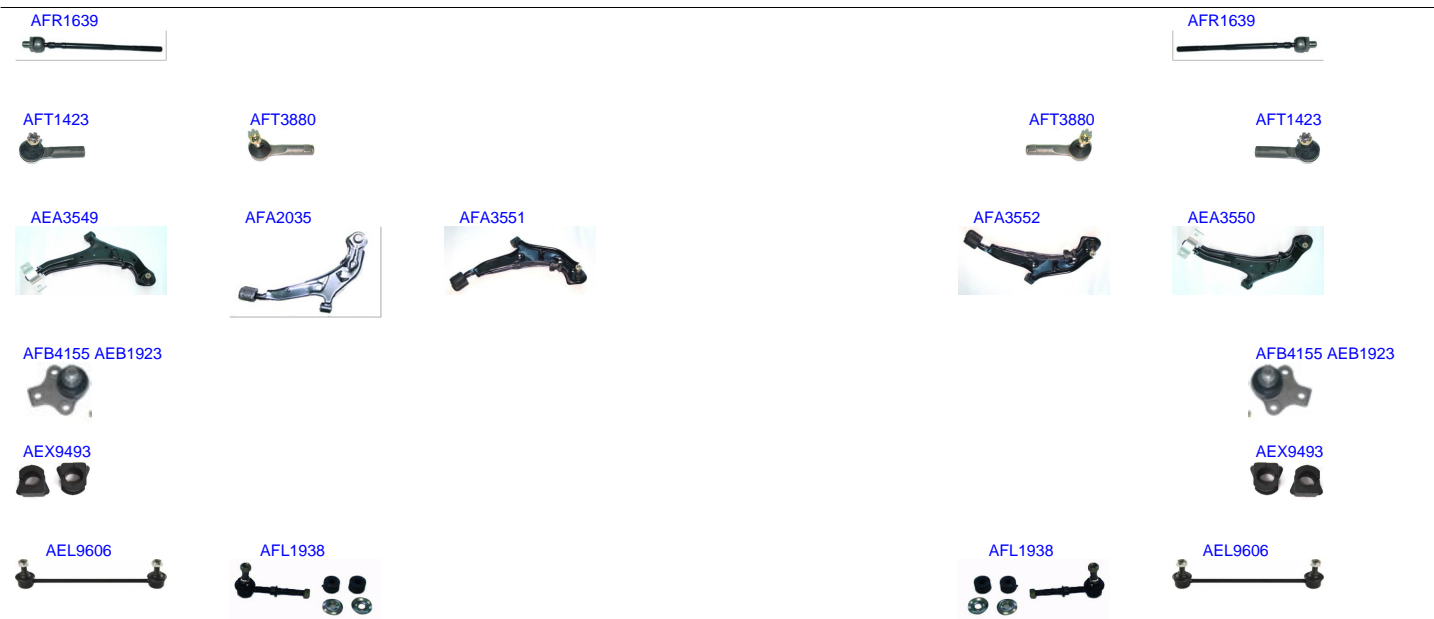 AFR1639 AFR1639
AFT1423 AFT3880 AFT3880 AFT1423
AEA3549 AFA2035 AFA3551 AFA3552 AEA3550
AFB4155 AEB1923 AFB4155 AEB1923
AEX9493 AEX9493
AEL9606 AFL1938 AFL1938 AEL9606